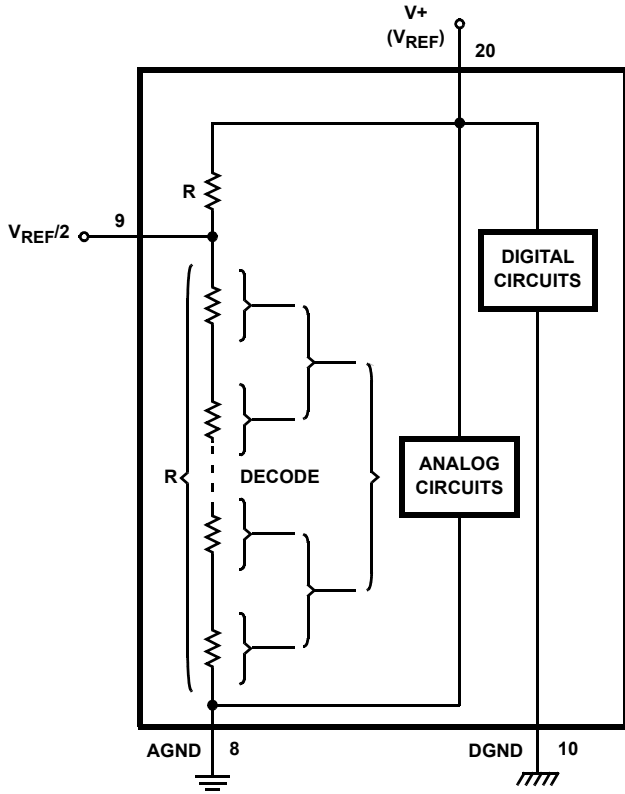 V+
(VREF)
20
R
VREF/2
9
DIGITAL
CIRCUITS
R
DECODE
ANALOG
CIRCUITS
AGND
8
DGND
10